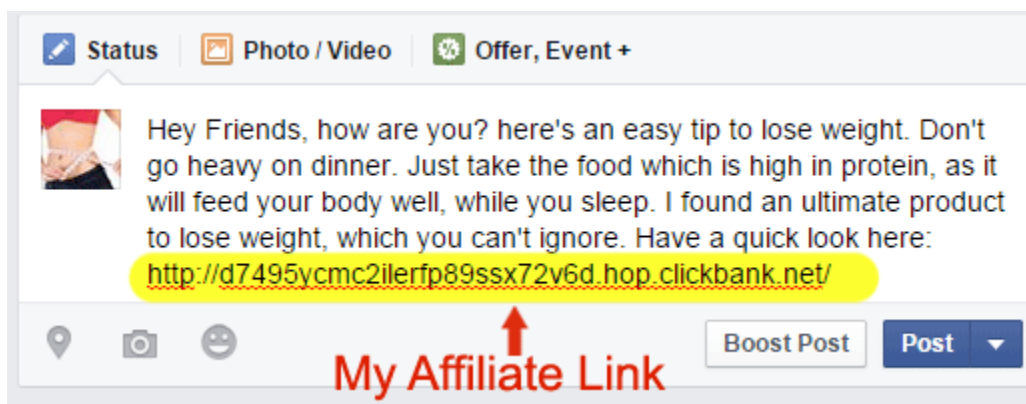 Status Photo / Video Offer, Event +
Hey Friends, how are you? here's an easy tip to lose weight. Don't
go heavy on dinner. Just take the food which is high in protein, as it
will feed your body well, while you sleep. I found an ultimate product
to lose weight, which you can't ignore. Have a quick look here:
http://d7495ycmc2ilerfp89ssx72v6d.hop.clickbank.net/
Boost Post Post
My Affiliate Link